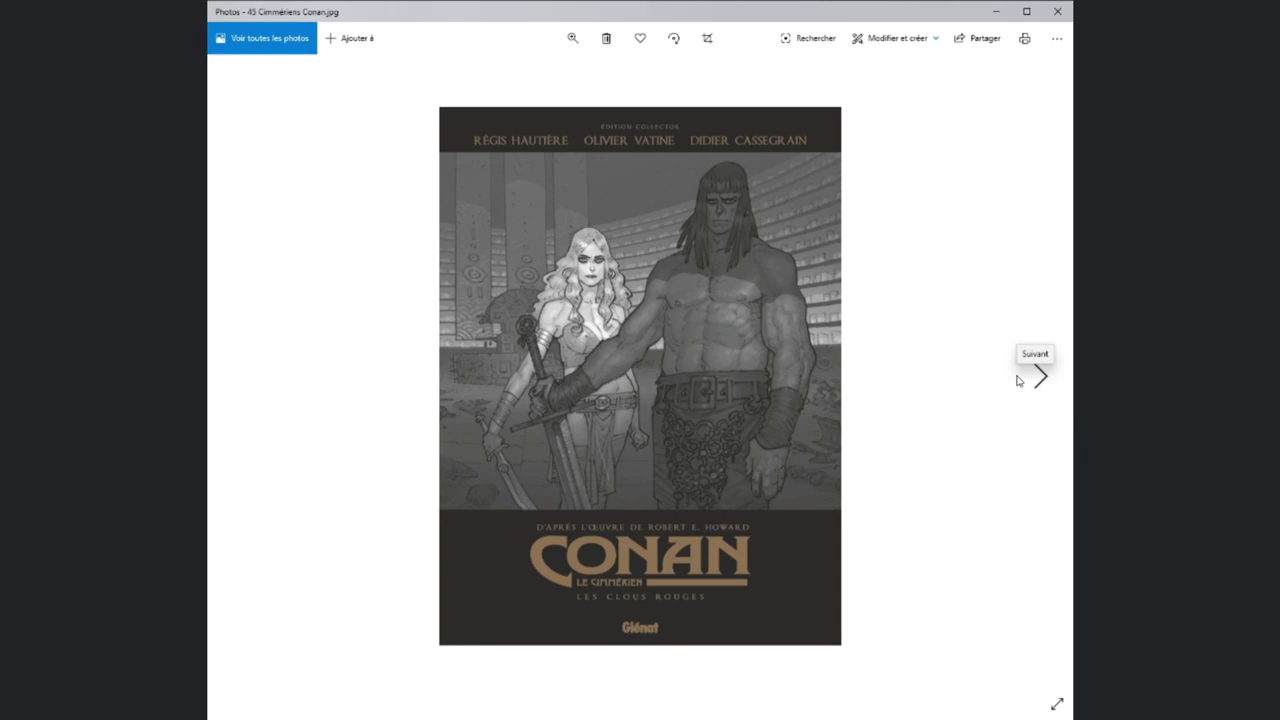 Photos - 45 Cimmériens Conan.jpg
Voir toutes les photos
Ajouter à
Rechercher
Modifier et créer
Partager
ÉDITION COLLECTOR
RÉGIS HAUTIÈRE OLIVIER VATINE DIDIER CASSEGRAIN
Suivant
D'APRÈS L'ŒUVRE DE ROBERT E. HOWARD
CONAN
LE CIMMÉRIEN
LES CLOUS ROUGES
Glénat